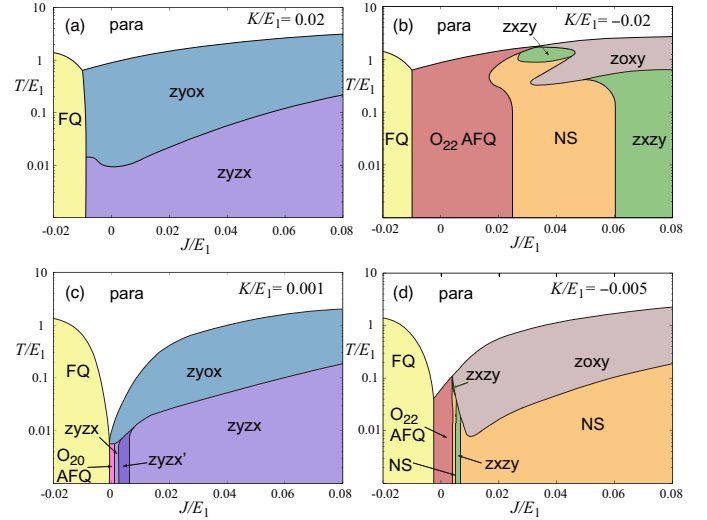 (a) para K/E₁= 0.02
10
1
T/E₁
0.1
0.01
FQ
zyox
zyzx
-0.02 0 0.02 0.04 0.06 0.08
J/E₁
(b) para zxzy K/E₁= −0.02
10
1
T/E₁
0.1
0.01
zoxy
FQ
O₂₂ AFQ
NS
zxzy
-0.02 0 0.02 0.04 0.06 0.08
J/E₁
(c) para K/E₁= 0.001
10
1
T/E₁
0.1
0.01
FQ
zyox
zyzx
zyzx
O₂₀
AFQ
zyzx’
-0.02 0 0.02 0.04 0.06 0.08
J/E₁
(d) para K/E₁= −0.005
10
1
T/E₁
0.1
0.01
FQ
zoxy
zxzy
O₂₂
AFQ
NS
NS
zxzy
-0.02 0 0.02 0.04 0.06 0.08
J/E₁